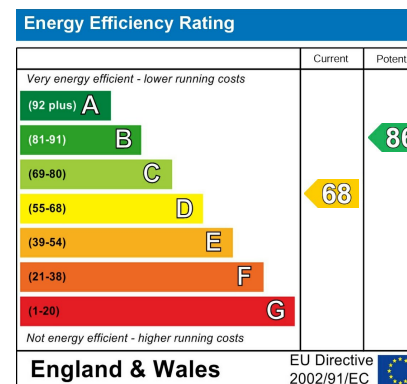 Energy Efficiency Rating
Current Potent
Very energy efficient - lower running costs
(92 plus) A
(81-91) B
86
(69-80) C
(55-68) D
68
(39-54) E
(21-38) F
(1-20) G
Not energy efficient - higher running costs
England & Wales
EU Directive
2002/91/EC